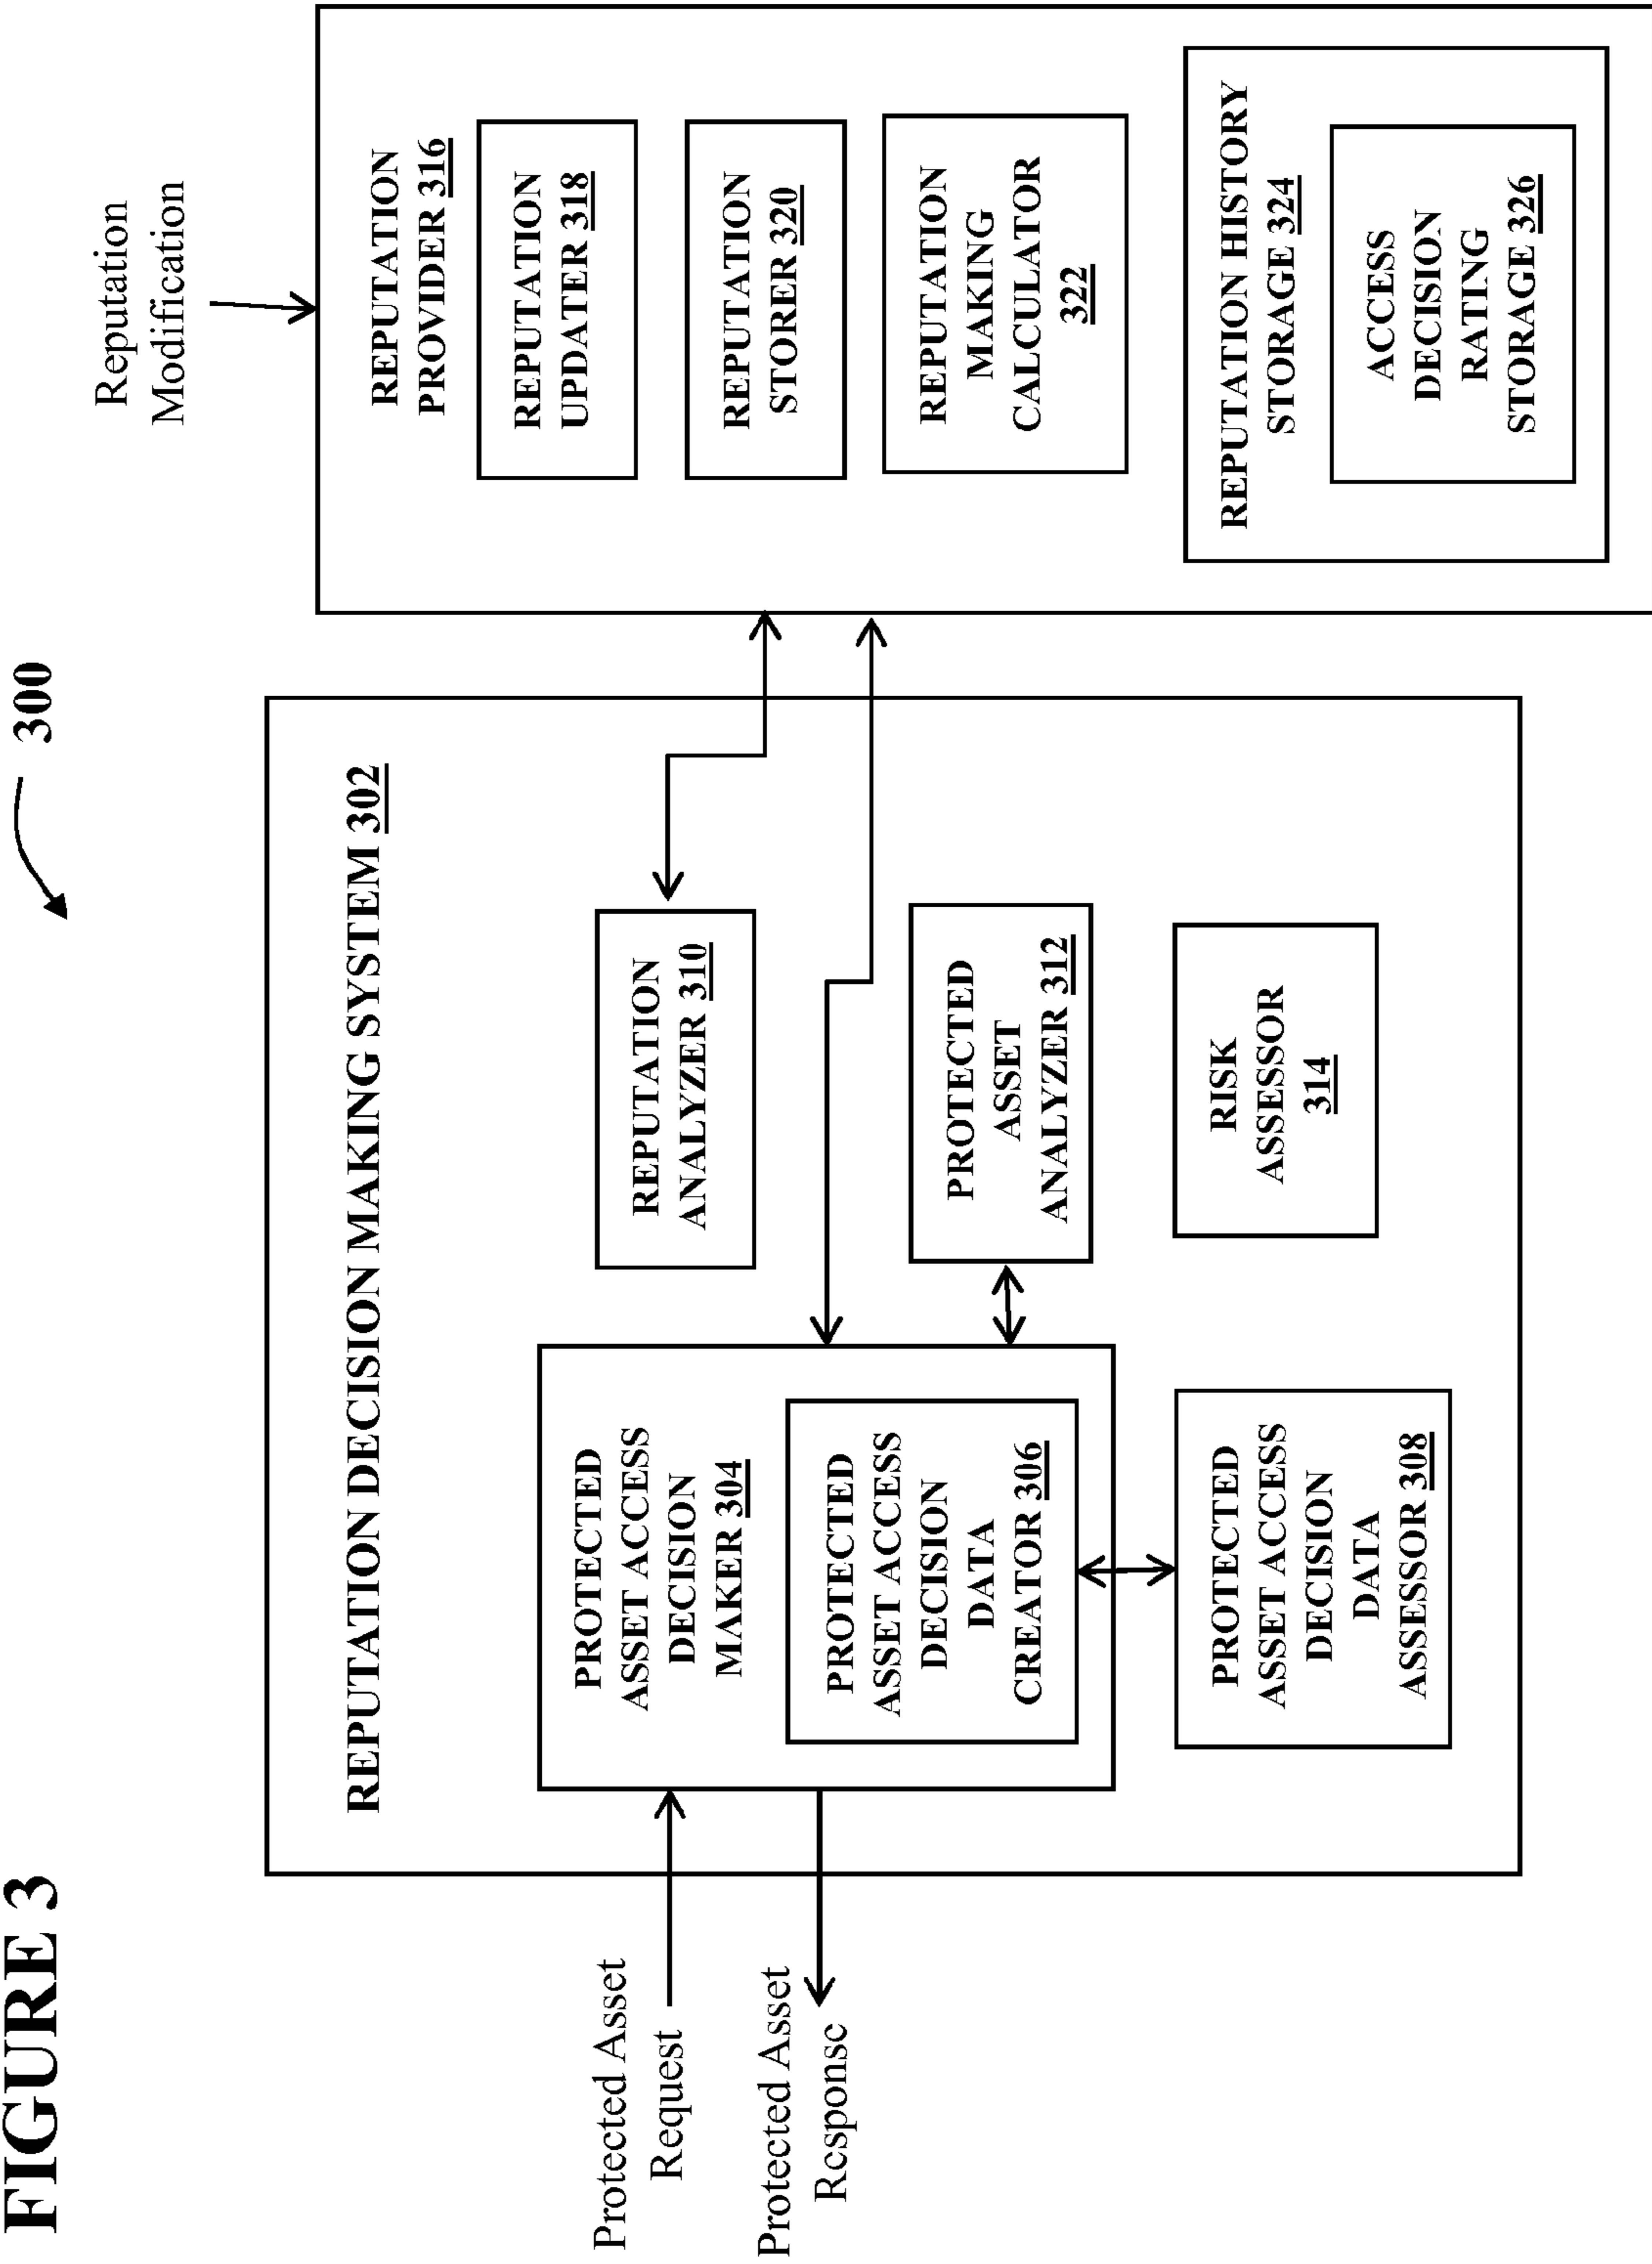 FIGURE 3
300
REPUTATION DECISION MAKING SYSTEM 302
Protected Asset
Request
Protected Asset
Response
PROTECTED
ASSET ACCESS
DECISION
MAKER 304
PROTECTED
ASSET ACCESS
DECISION
DATA
CREATOR 306
PROTECTED
ASSET ACCESS
DECISION
DATA
ASSESSOR 308
REPUTATION
ANALYZER 310
PROTECTED
ASSET
ANALYZER 312
RISK
ASSESSOR
314
Reputation
Modification
REPUTATION
PROVIDER 316
REPUTATION
UPDATER 318
REPUTATION
STORER 320
REPUTATION
MAKING
CALCULATOR
322
REPUTATION HISTORY
STORAGE 324
ACCESS
DECISION
RATING
STORAGE 326